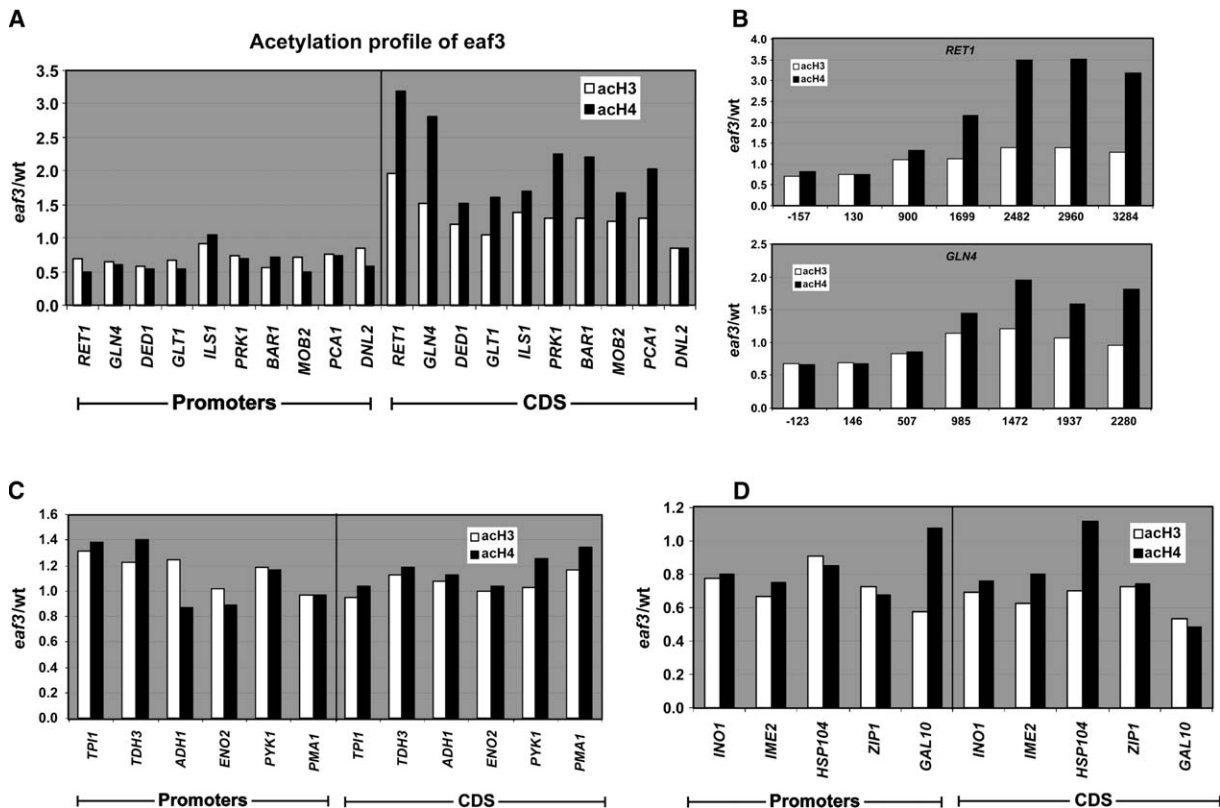 A
Acetylation profile of eaf3
eaf3/wt
3.5
3.0
2.5
2.0
1.5
1.0
0.5
0.0
acH3
acH4
RET1 GLN4 DED1 GLT1 ILS1 PRK1 BAR1 MOB2 PCA1 DNL2 RET1 GLN4 DED1 GLT1 ILS1 PRK1 BAR1 MOB2 PCA1 DNL2
Promoters CDS
B
RET1
eaf3/wt
4.0
3.5
3.0
2.5
2.0
1.5
1.0
0.5
0.0
acH3
acH4
-157 130 900 1699 2482 2960 3284
GLN4
eaf3/wt
2.5
2.0
1.5
1.0
0.5
0.0
acH3
acH4
-123 146 507 985 1472 1937 2280
C
eaf3/wt
1.6
1.4
1.2
1.0
0.8
0.6
0.4
0.2
0.0
acH3
acH4
TPI1 TDH3 ADH1 ENO2 PYK1 PMA1 TPI1 TDH3 ADH1 ENO2 PYK1 PMA1
Promoters CDS
D
eaf3/wt
1.2
1.0
0.8
0.6
0.4
0.2
0.0
acH3
acH4
INO1 IME2 HSP104 ZIP1 GAL10 INO1 IME2 HSP104 ZIP1 GAL10
Promoters CDS